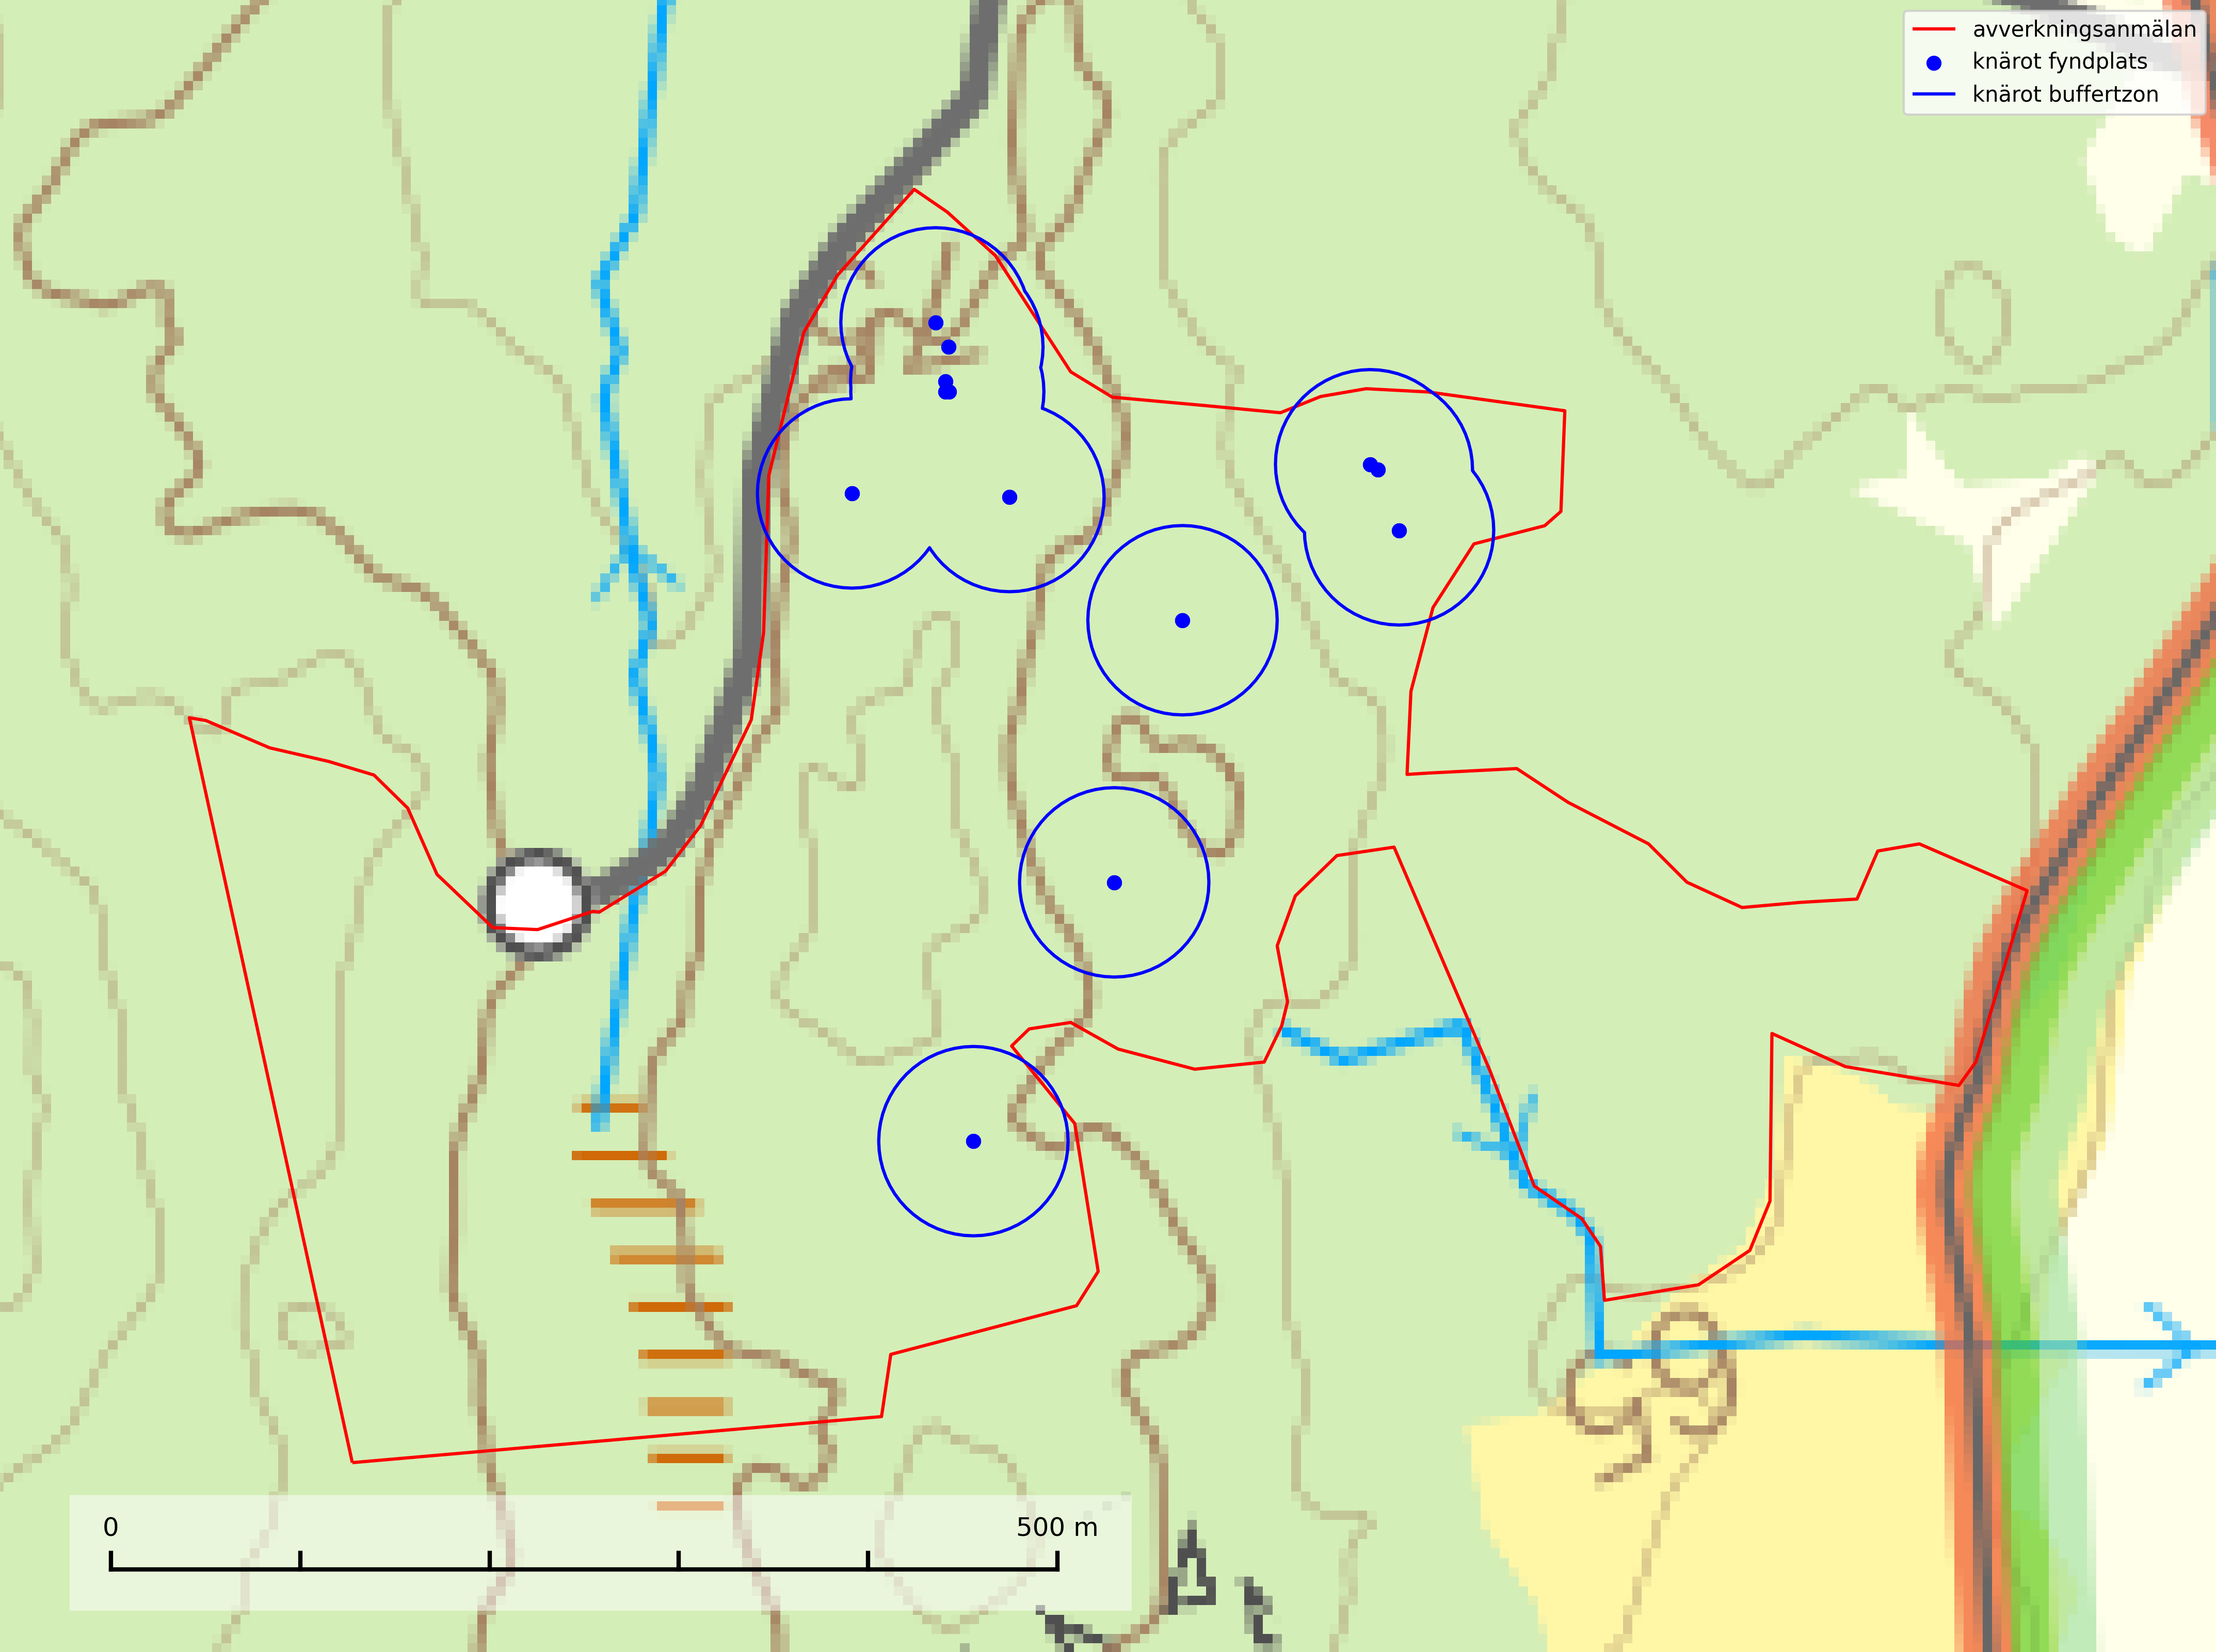 avverkningsanmälan
knärot fyndplats
knärot buffertzon
0
500 m